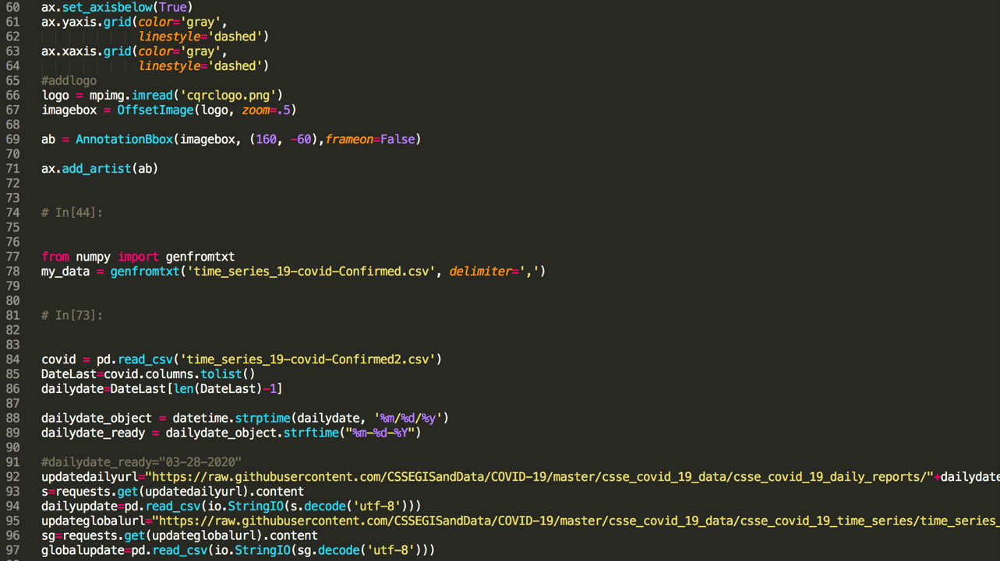 60 ax.set_axisbelow(True)
61 ax.yaxis.grid(color='gray',
62 linestyle='dashed')
63 ax.xaxis.grid(color='gray',
64 linestyle='dashed')
65 #addlogo
66 logo = mpimg.imread('cqrclogo.png')
67 imagebox = OffsetImage(logo, zoom=.5)
68
69 ab = AnnotationBbox(imagebox, (160, -60),frameon=False)
70
71 ax.add_artist(ab)
72
73
74 # In[44]:
75
76
77 from numpy import genfromtxt
78 my_data = genfromtxt('time_series_19-covid-Confirmed.csv', delimiter=',')
79
80
81 # In[73]:
82
83
84 covid = pd.read_csv('time_series_19-covid-Confirmed2.csv')
85 DateLast=covid.columns.tolist()
86 dailydate=DateLast[len(DateLast)-1]
87
88 dailydate_object = datetime.strptime(dailydate, '%m/%d/%y')
89 dailydate_ready = dailydate_object.strftime("%m-%d-%Y")
90
91 #dailydate_ready="03-28-2020"
92 updatedailyurl="https://raw.githubusercontent.com/CSSEGISandData/COVID-19/master/csse_covid_19_data/csse_covid_19_daily_reports/"+dailydate
93 s=requests.get(updatedailyurl).content
94 dailyupdate=pd.read_csv(io.StringIO(s.decode('utf-8')))
95 updateglobalurl="https://raw.githubusercontent.com/CSSEGISandData/COVID-19/master/csse_covid_19_data/csse_covid_19_time_series/time_series_
96 sg=requests.get(updateglobalurl).content
97 globalupdate=pd.read_csv(io.StringIO(sg.decode('utf-8')))